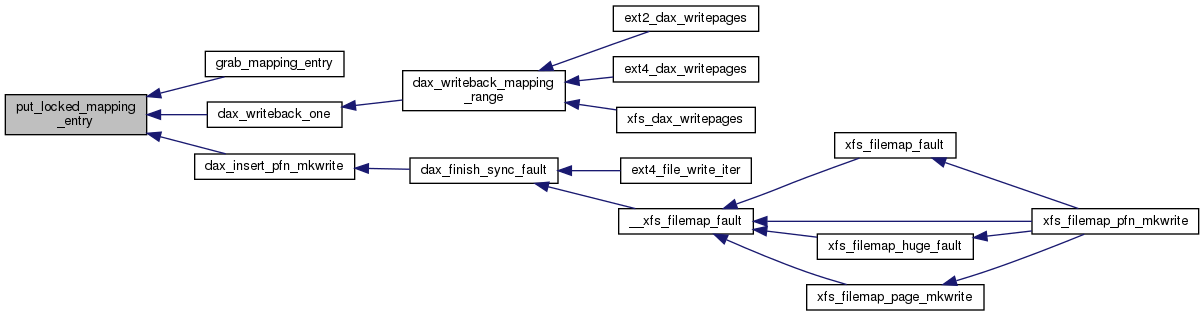 put_locked_mapping
_entry
grab_mapping_entry
dax_writeback_one
dax_insert_pfn_mkwrite
dax_writeback_mapping
_range
dax_finish_sync_fault
ext2_dax_writepages
ext4_dax_writepages
xfs_dax_writepages
ext4_file_write_iter
__xfs_filemap_fault
xfs_filemap_fault
xfs_filemap_huge_fault
xfs_filemap_page_mkwrite
xfs_filemap_pfn_mkwrite